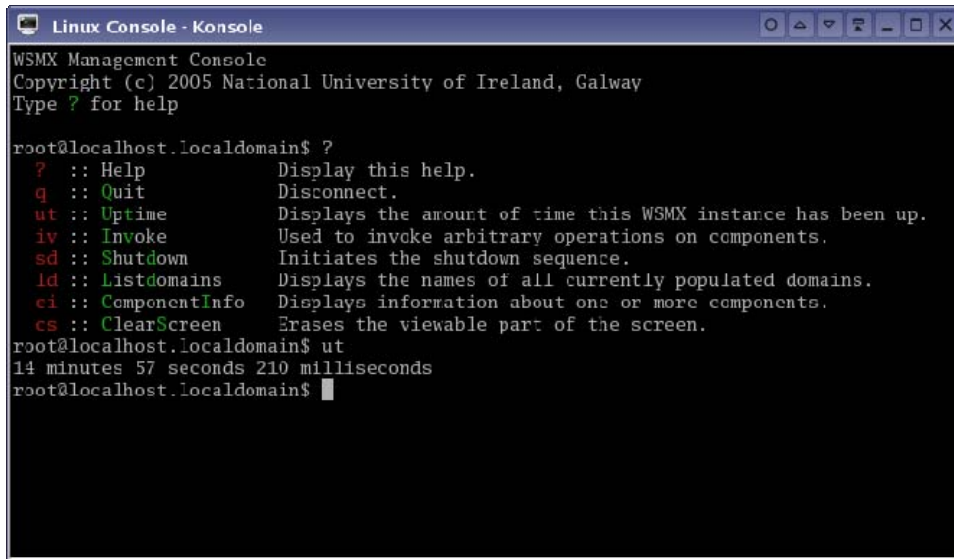 Linux Console - Konsole
WSMX Management Console
Copyright (c) 2005 National University of Ireland, Galway
Type ? for help
root@localhost.localdomain$ ?
? :: Help Display this help.
q :: Quit Disconnect.
ut :: Uptime Displays the amount of time this WSMX instance has been up.
iv :: Invoke Used to invoke arbitrary operations on components.
sd :: Shutdown Initiates the shutdown sequence.
ld :: Listdomains Displays the names of all currently populated domains.
ci :: ComponentInfo Displays information about one or more components.
cs :: ClearScreen Erases the viewable part of the screen.
root@localhost.localdomain$ ut
14 minutes 57 seconds 210 milliseconds
root@localhost.localdomain$